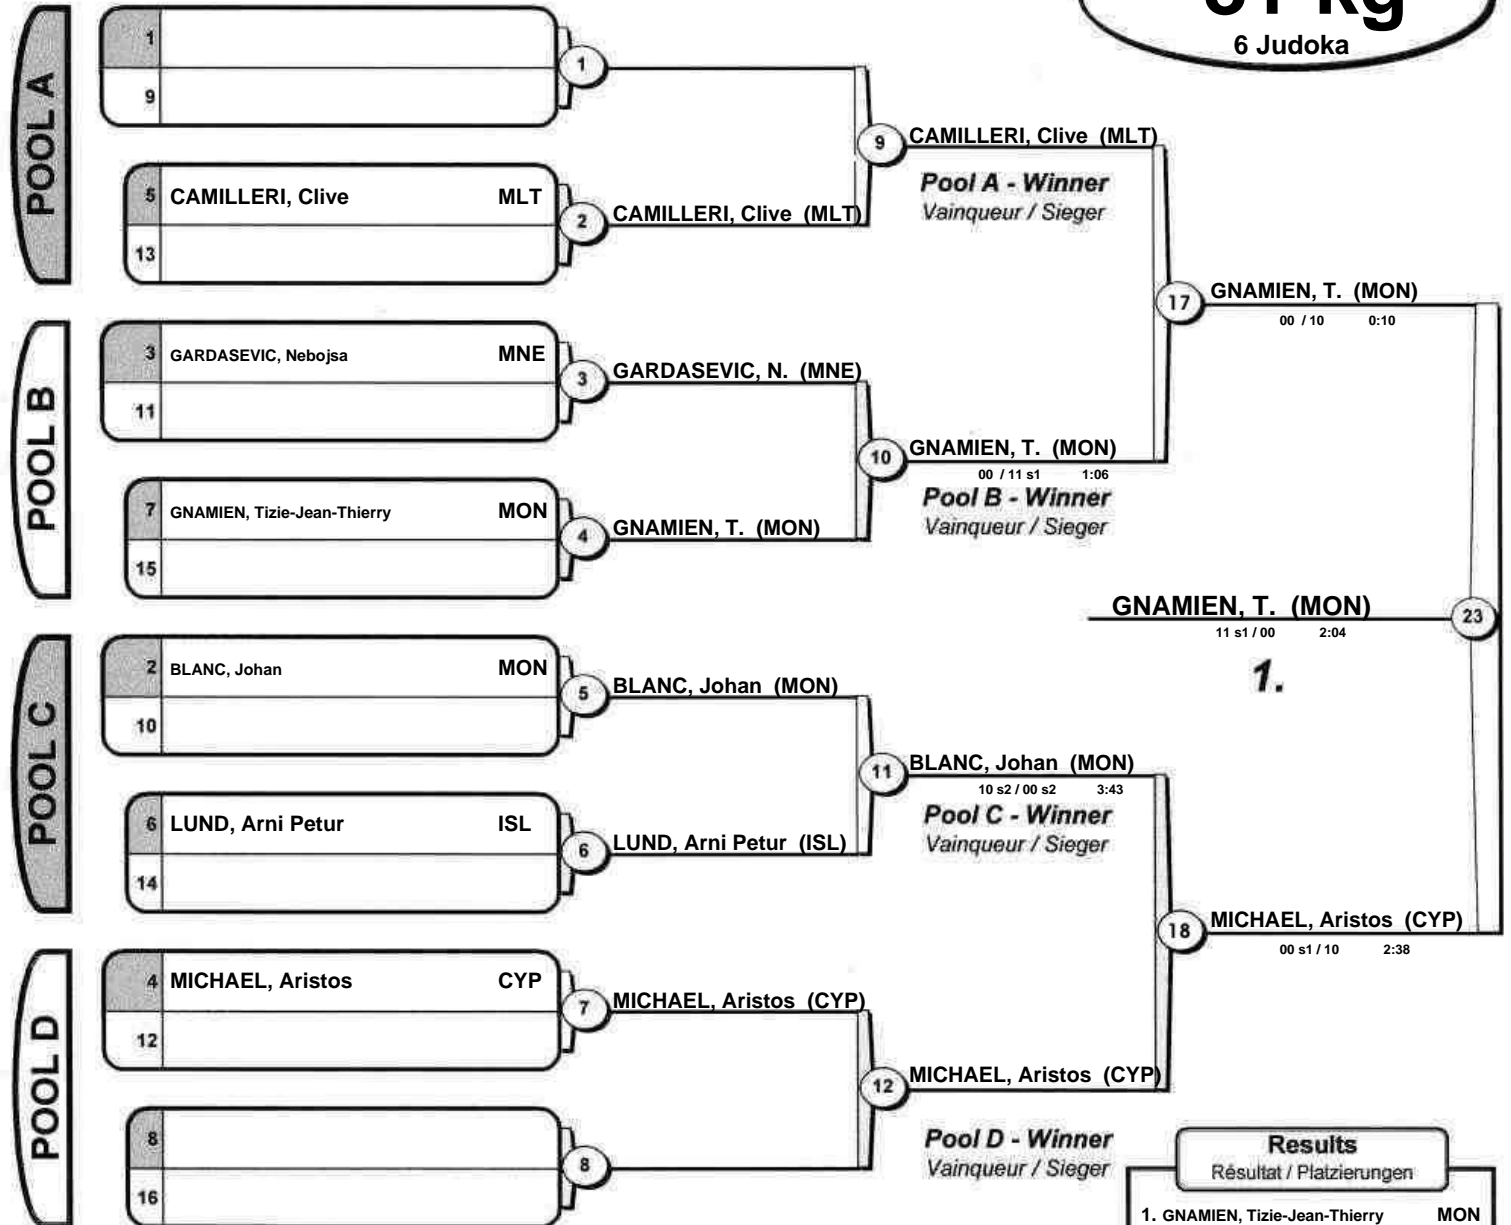 6 Judoka
POOL A
1
9
1
5 CAMILLERI, Clive MLT
13
2
CAMILLERI, Clive (MLT)
9
CAMILLERI, Clive (MLT)
Pool A - Winner
Vainqueur / Sieger
POOL B
3 GARDASEVIC, Nebojsa MNE
11
3
GARDASEVIC, N. (MNE)
7 GNAMIEN, Tizie-Jean-Thierry MON
15
4
GNAMIEN, T. (MON)
10
GNAMIEN, T. (MON)
00 / 11 s1 1:06
Pool B - Winner
Vainqueur / Sieger
17
GNAMIEN, T. (MON)
00 / 10 0:10
POOL C
2 BLANC, Johan MON
10
5
BLANC, Johan (MON)
6 LUND, Arni Petur ISL
14
6
LUND, Arni Petur (ISL)
11
BLANC, Johan (MON)
10 s2 / 00 s2 3:43
Pool C - Winner
Vainqueur / Sieger
POOL D
4 MICHAEL, Aristos CYP
12
7
MICHAEL, Aristos (CYP)
8
16
8
12
MICHAEL, Aristos (CYP)
Pool D - Winner
Vainqueur / Sieger
18
MICHAEL, Aristos (CYP)
00 s1 / 10 2:38
23
GNAMIEN, T. (MON)
11 s1 / 00 2:04
1.
Results
Résultat / Platzierungen
1. GNAMIEN, Tizie-Jean-Thierry MON